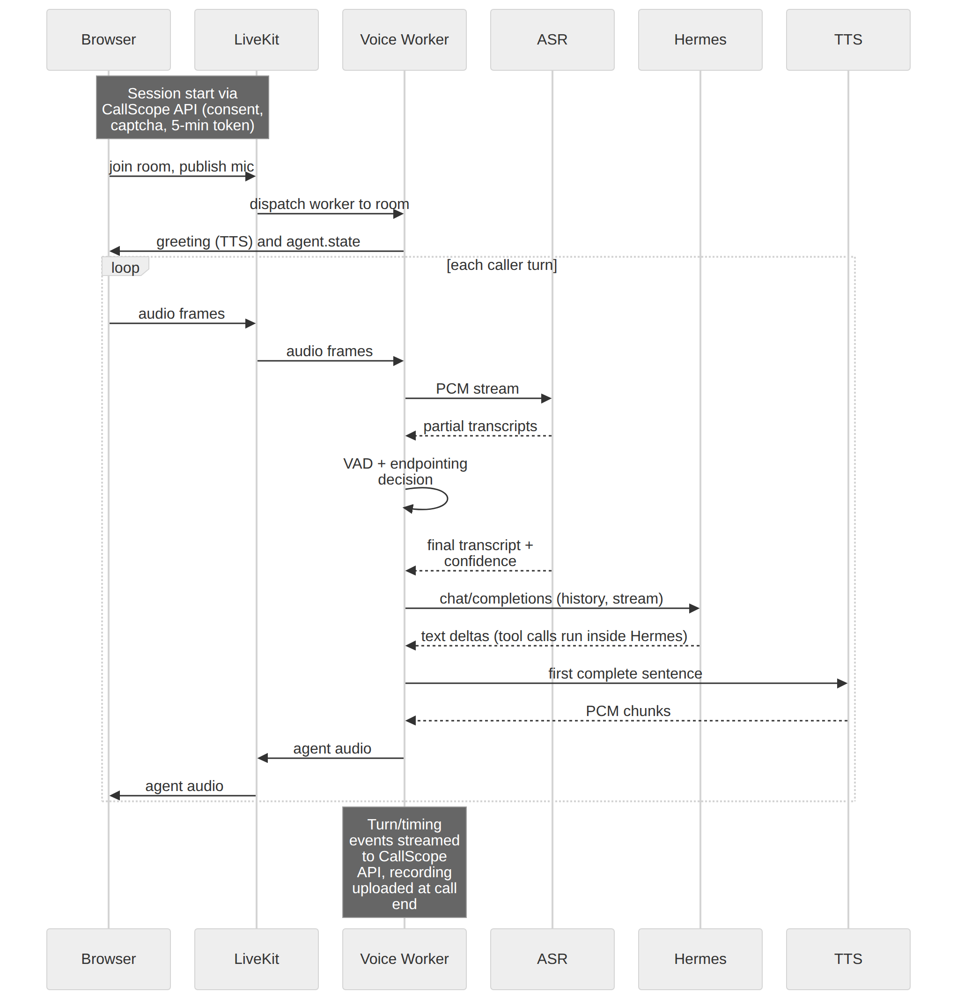 Browser
LiveKit
Voice Worker
ASR
Hermes
TTS
Session start via
CallScope API (consent,
captcha, 5-min token)
join room, publish mic
dispatch worker to room
greeting (TTS) and agent.state
loop
[each caller turn]
audio frames
audio frames
PCM stream
partial transcripts
VAD + endpointing
decision
final transcript +
confidence
chat/completions (history, stream)
text deltas (tool calls run inside Hermes)
first complete sentence
PCM chunks
agent audio
agent audio
Turn/timing
events streamed
to CallScope
API, recording
uploaded at call
end
Browser
LiveKit
Voice Worker
ASR
Hermes
TTS